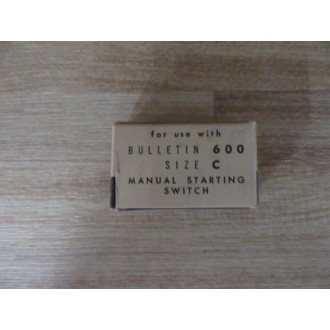 for use with
BULLETIN 600
SIZE C
MANUAL STARTING
SWITCH